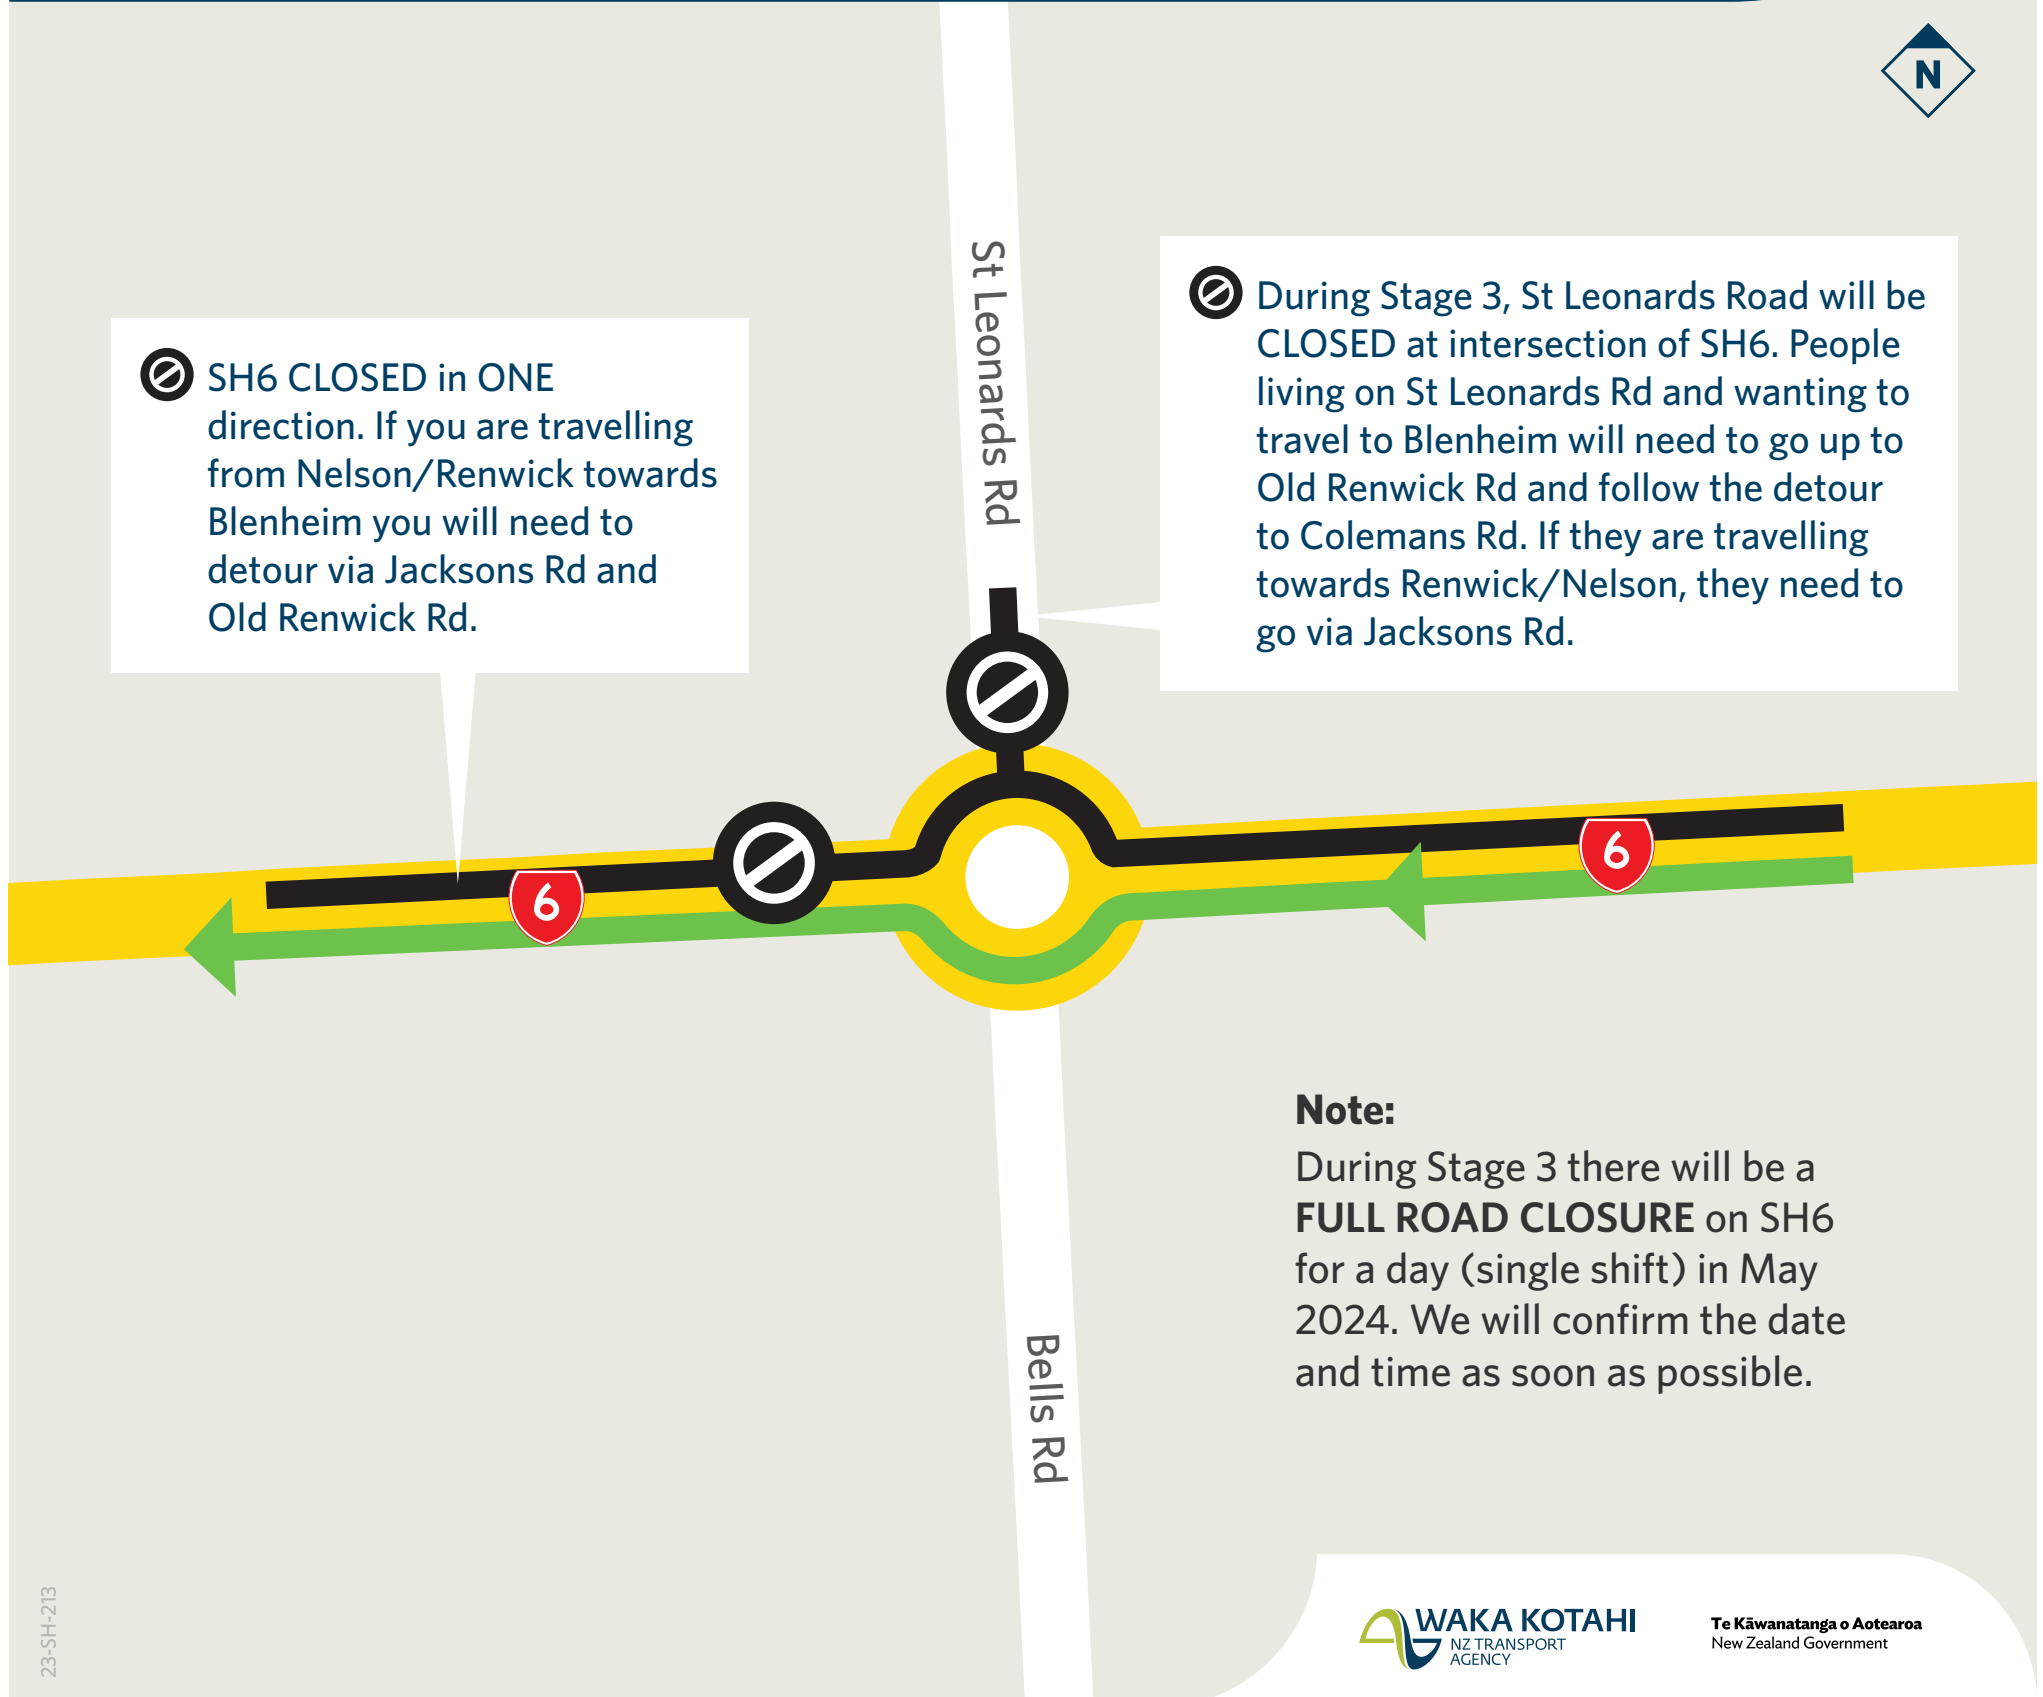 N
St Leonards Rd
SH6 CLOSED in ONE
direction. If you are travelling
from Nelson/Renwick towards
Blenheim you will need to
detour via Jacksons Rd and
Old Renwick Rd.
During Stage 3, St Leonards Road will be
CLOSED at intersection of SH6. People
living on St Leonards Rd and wanting to
travel to Blenheim will need to go up to
Old Renwick Rd and follow the detour
to Colemans Rd. If they are travelling
towards Renwick/Nelson, they need to
go via Jacksons Rd.
6
6
Note:
During Stage 3 there will be a
FULL ROAD CLOSURE on SH6
for a day (single shift) in May
2024. We will confirm the date
and time as soon as possible.
Bells Rd
23-SH-213
WAKA KOTAHI
NZ TRANSPORT
AGENCY
Te Kāwanatanga o Aotearoa
New Zealand Government